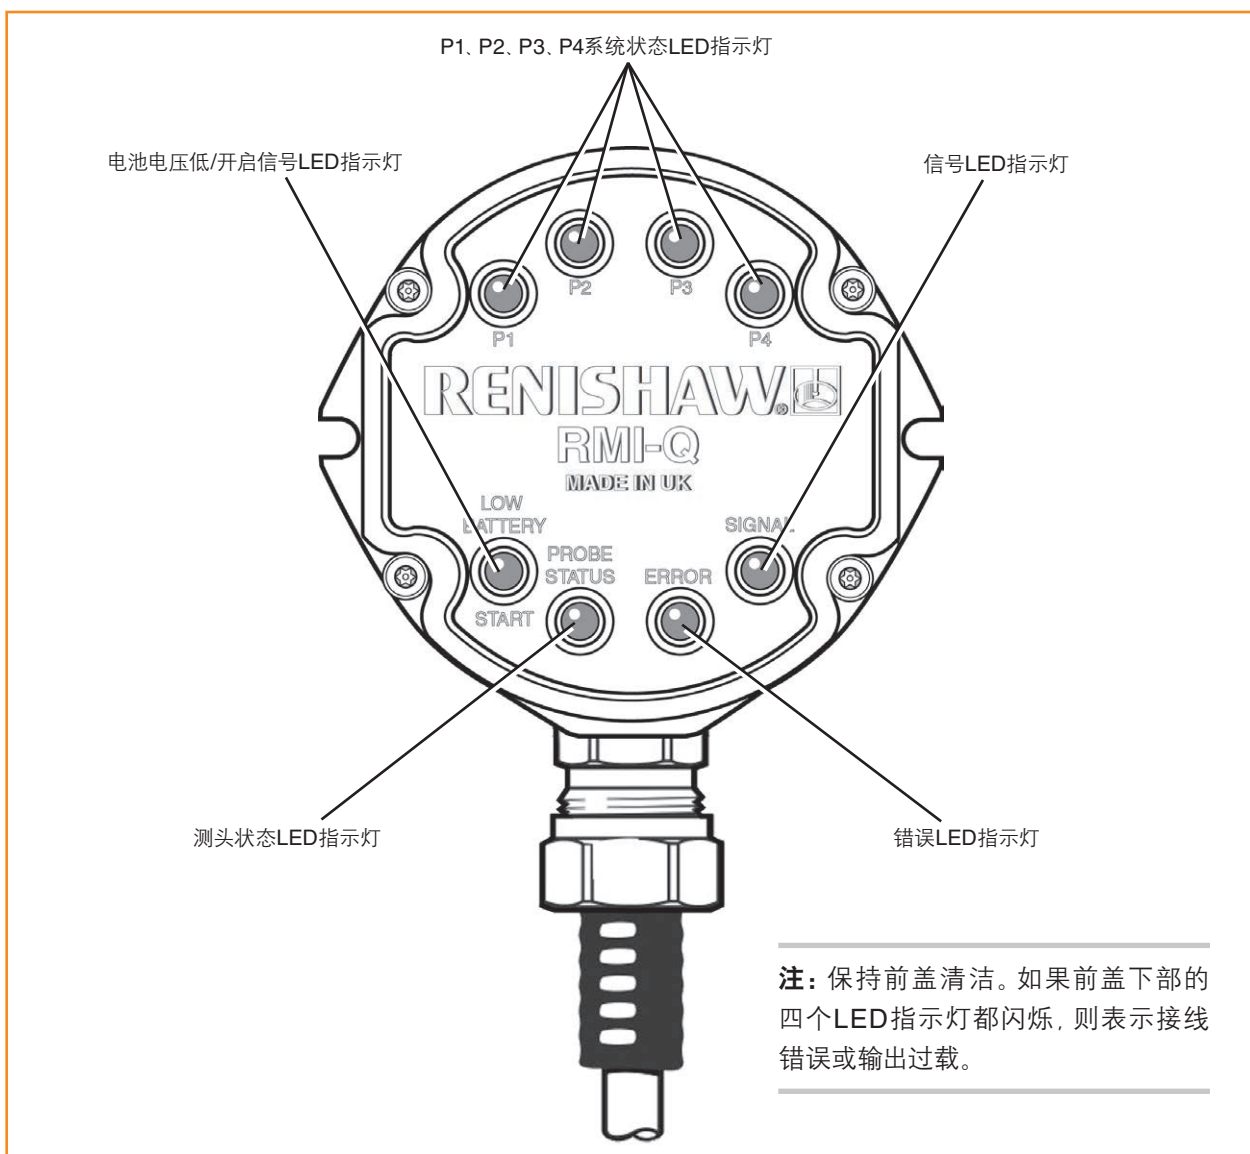 P1、P2、P3、P4系统状态LED指示灯
电池电压低/开启信号LED指示灯
信号LED指示灯
P2
P3
P1
P4
RENISHAW®
RMI-Q
MADE IN UK
LOW
BATTERY
SIGNAL
PROBE
STATUS
ERROR
START
测头状态LED指示灯
错误LED指示灯
注：保持前盖清洁。如果前盖下部的
四个LED指示灯都闪烁，则表示接线
错误或输出过载。